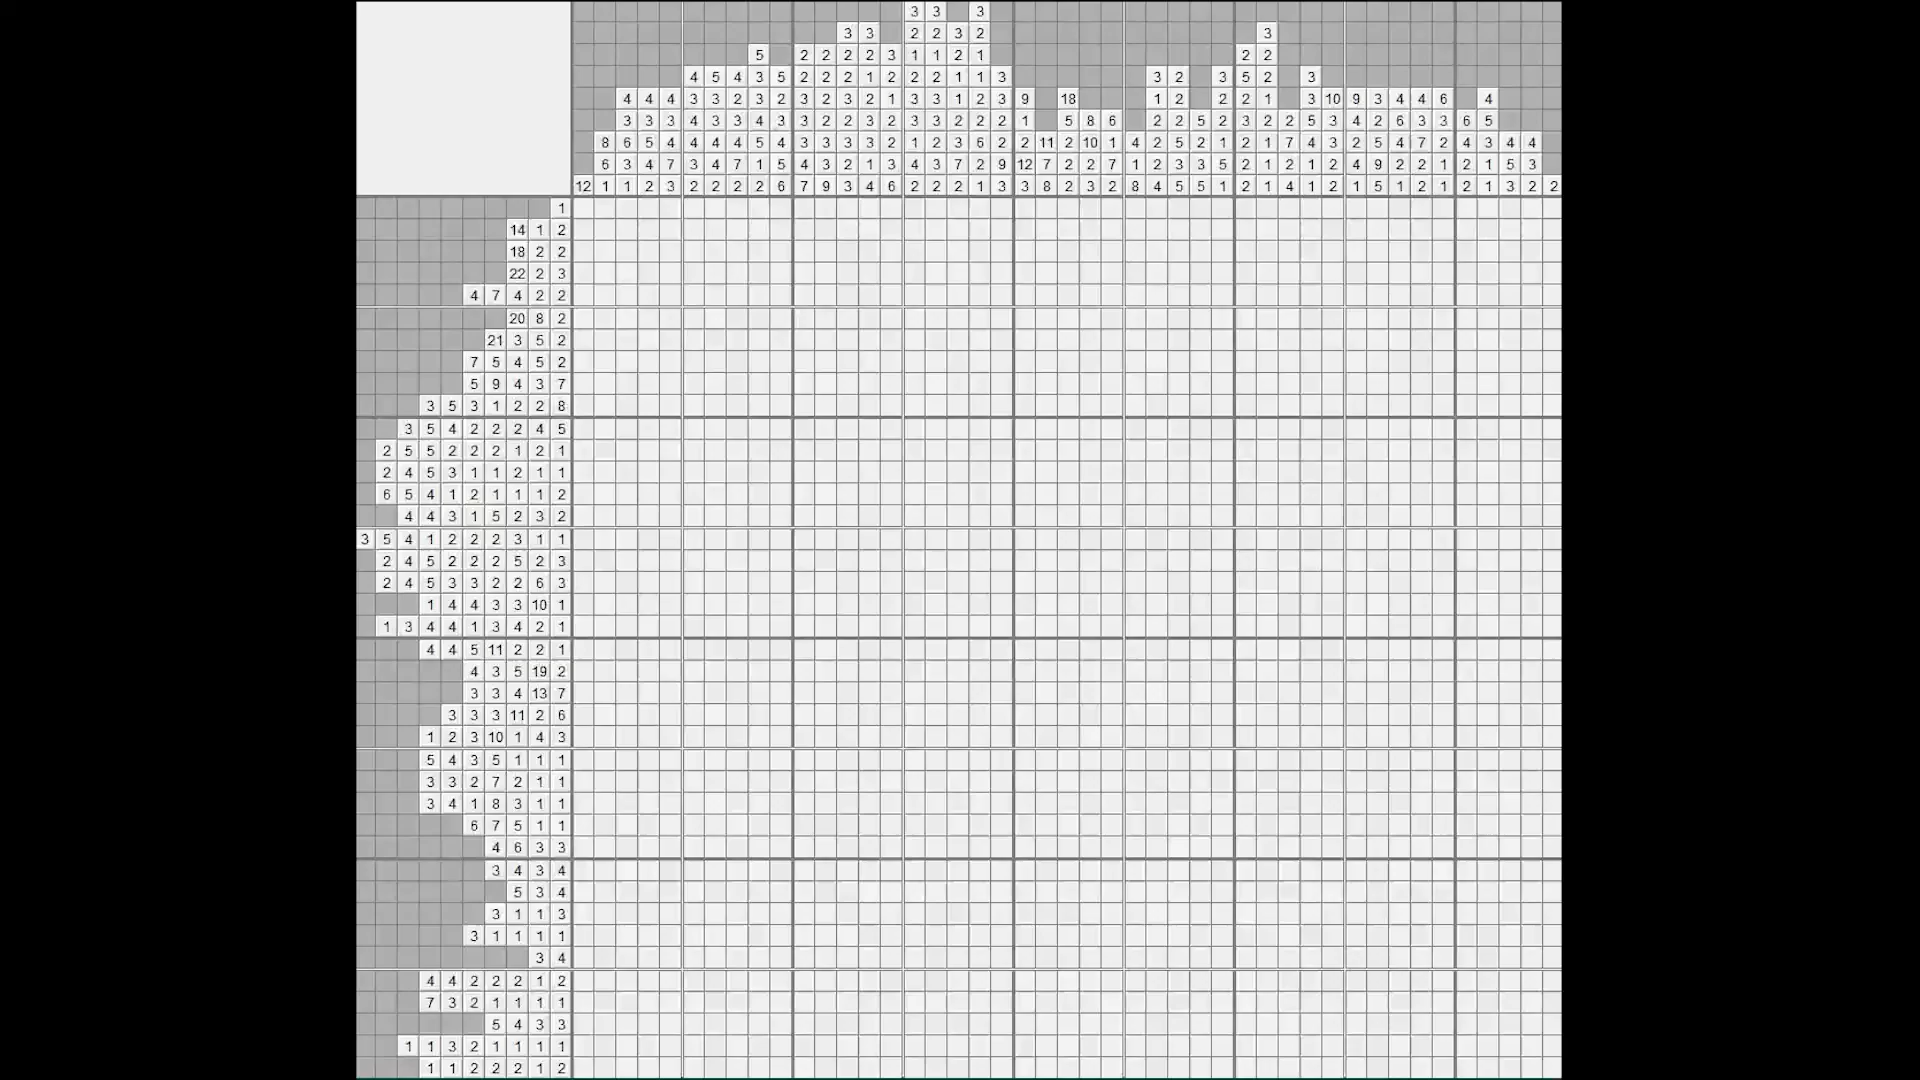 3 3 3
3 3 2 2 3 2 3
5 2 2 2 2 3 1 1 2 1 2 2
4 5 4 3 5 2 2 2 1 2 2 2 1 1 3 3 2 3 5 2 3
4 4 4 3 3 2 3 2 3 2 3 2 1 3 3 1 2 3 9 18 1 2 2 2 1 3 10 9 3 4 4 6 4
3 3 3 4 3 3 4 3 3 2 3 2 2 3 3 2 2 2 1 5 8 6 2 2 5 2 3 2 2 5 3 4 2 6 3 3 6 5
8 6 5 4 4 4 4 5 4 3 3 3 3 2 1 2 3 6 2 2 11 2 10 1 4 2 5 2 1 2 1 7 4 3 2 5 4 7 2 4 3 4 4
6 3 4 7 3 4 7 1 5 4 3 2 1 3 4 3 7 2 9 12 7 2 2 7 1 2 3 3 5 2 1 2 1 2 4 9 2 2 1 2 1 5 3
12 1 1 2 3 2 2 2 2 6 7 9 3 4 6 2 2 2 1 3 3 8 2 3 2 8 4 5 5 1 2 1 4 1 2 1 5 1 2 1 2 1 3 2 2
1
14 1 2
18 2 2
22 2 3
4 7 4 2 2
20 8 2
21 3 5 2
7 5 4 5 2
5 9 4 3 7
3 5 3 1 2 2 8
3 5 4 2 2 2 4 5
2 5 5 2 2 2 1 2 1
2 4 5 3 1 1 2 1 1
6 5 4 1 2 1 1 1 2
4 4 3 1 5 2 3 2
3 5 4 1 2 2 2 3 1 1
2 4 5 2 2 2 5 2 3
2 4 5 3 3 2 2 6 3
1 4 4 3 3 10 1
1 3 4 4 1 3 4 2 1
4 4 5 11 2 2 1
4 3 5 19 2
3 3 4 13 7
3 3 3 11 2 6
1 2 3 10 1 4 3
5 4 3 5 1 1 1
3 3 2 7 2 1 1
3 4 1 8 3 1 1
6 7 5 1 1
4 6 3 3
3 4 3 4
5 3 4
3 1 1 3
3 1 1 1 1
3 4
4 4 2 2 2 1 2
7 3 2 1 1 1 1
5 4 3 3
1 1 3 2 1 1 1 1
1 1 2 2 2 1 2